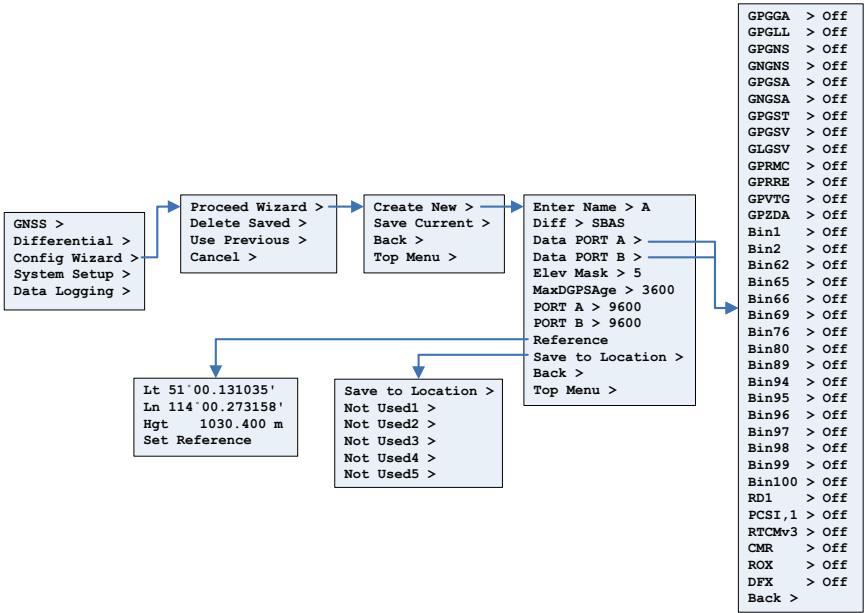 GNSS >
Differential >
Config Wizard >
System Setup >
Data Logging >
Proceed Wizard >
Delete Saved >
Use Previous >
Cancel >
Create New >
Save Current >
Back >
Top Menu >
Enter Name > A
Diff > SBAS
Data PORT A >
Data PORT B >
Elev Mask > 5
MaxDGPSAge > 3600
PORT A > 9600
PORT B > 9600
Reference
Save to Location >
Back >
Top Menu >
Lt 51°00.131035'
Ln 114°00.273158'
Hgt 1030.400 m
Set Reference
Save to Location >
Not Used1 >
Not Used2 >
Not Used3 >
Not Used4 >
Not Used5 >
GPGGA > Off
GPGLL > Off
GPGNS > Off
GNGNS > Off
GPGSA > Off
GNGSA > Off
GPGST > Off
GPGSV > Off
GLGSV > Off
GPRMC > Off
GPRRE > Off
GPVTG > Off
GPZDA > Off
Bin1 > Off
Bin2 > Off
Bin62 > Off
Bin65 > Off
Bin66 > Off
Bin69 > Off
Bin76 > Off
Bin80 > Off
Bin89 > Off
Bin94 > Off
Bin95 > Off
Bin96 > Off
Bin97 > Off
Bin98 > Off
Bin99 > Off
Bin100 > Off
RD1 > Off
PCSI,1 > Off
RTCMv3 > Off
CMR > Off
ROX > Off
DFX > Off
Back >